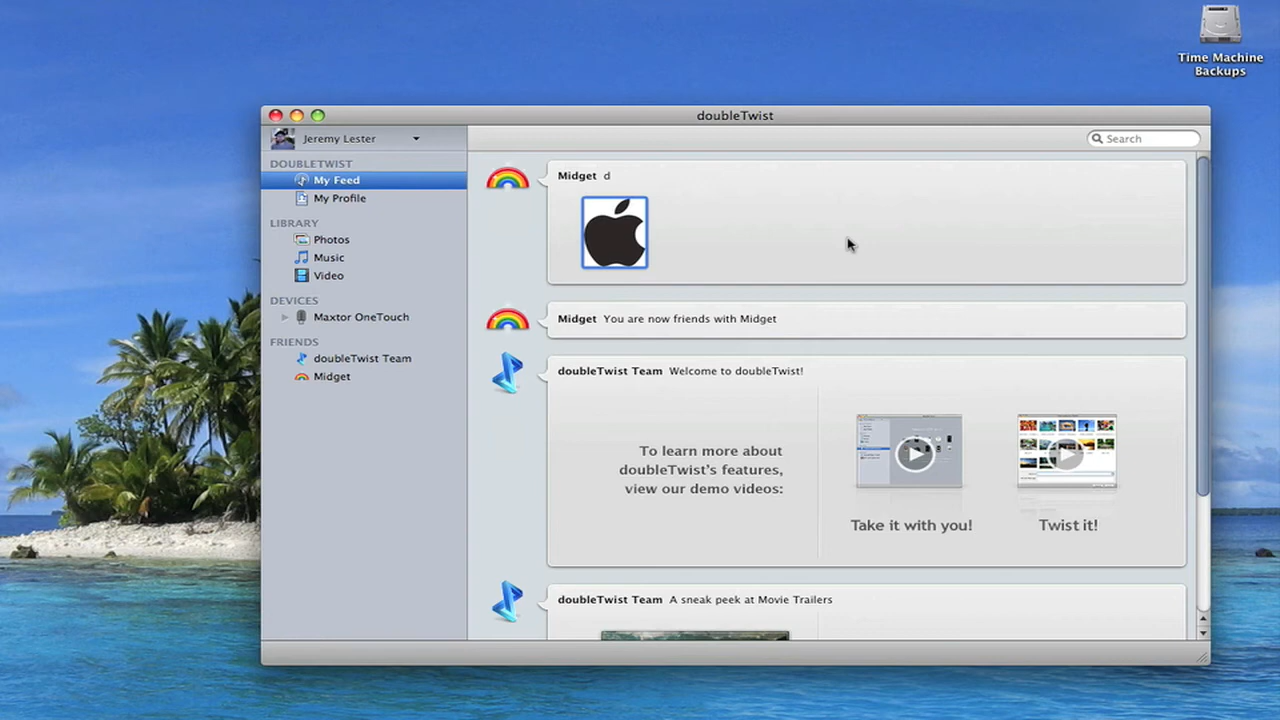 Time Machine
Backups
doubleTwist
Jeremy Lester
Search
DOUBLETWIST
My Feed
My Profile
LIBRARY
Photos
Music
Video
DEVICES
Maxtor OneTouch
FRIENDS
doubleTwist Team
Midget
Midget d
Midget You are now friends with Midget
doubleTwist Team Welcome to doubleTwist!
To learn more about
doubleTwist's features,
view our demo videos:
Take it with you!
Twist it!
doubleTwist Team A sneak peek at Movie Trailers